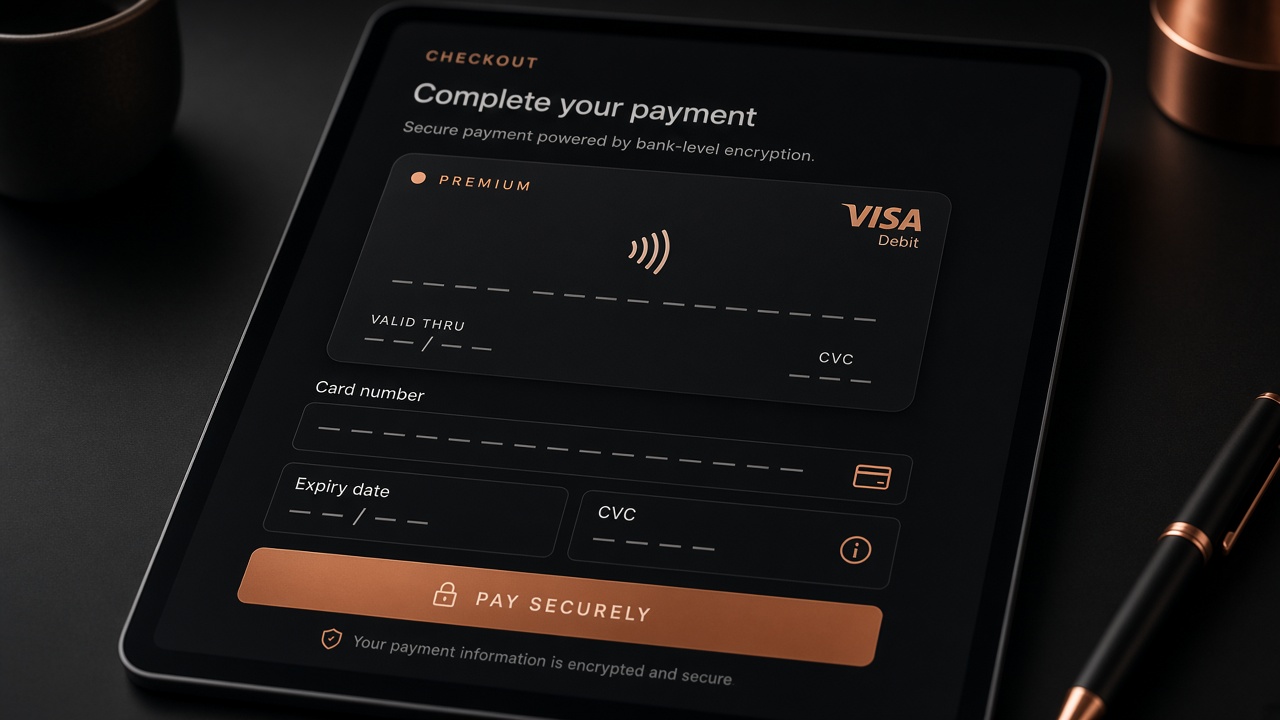 CHECKOUT
Complete your payment
Secure payment powered by bank-level encryption.
PREMIUM
VISA
Debit
VALID THRU
/
CVC
Card number
Expiry date
/
CVC
PAY SECURELY
Your payment information is encrypted and secure.